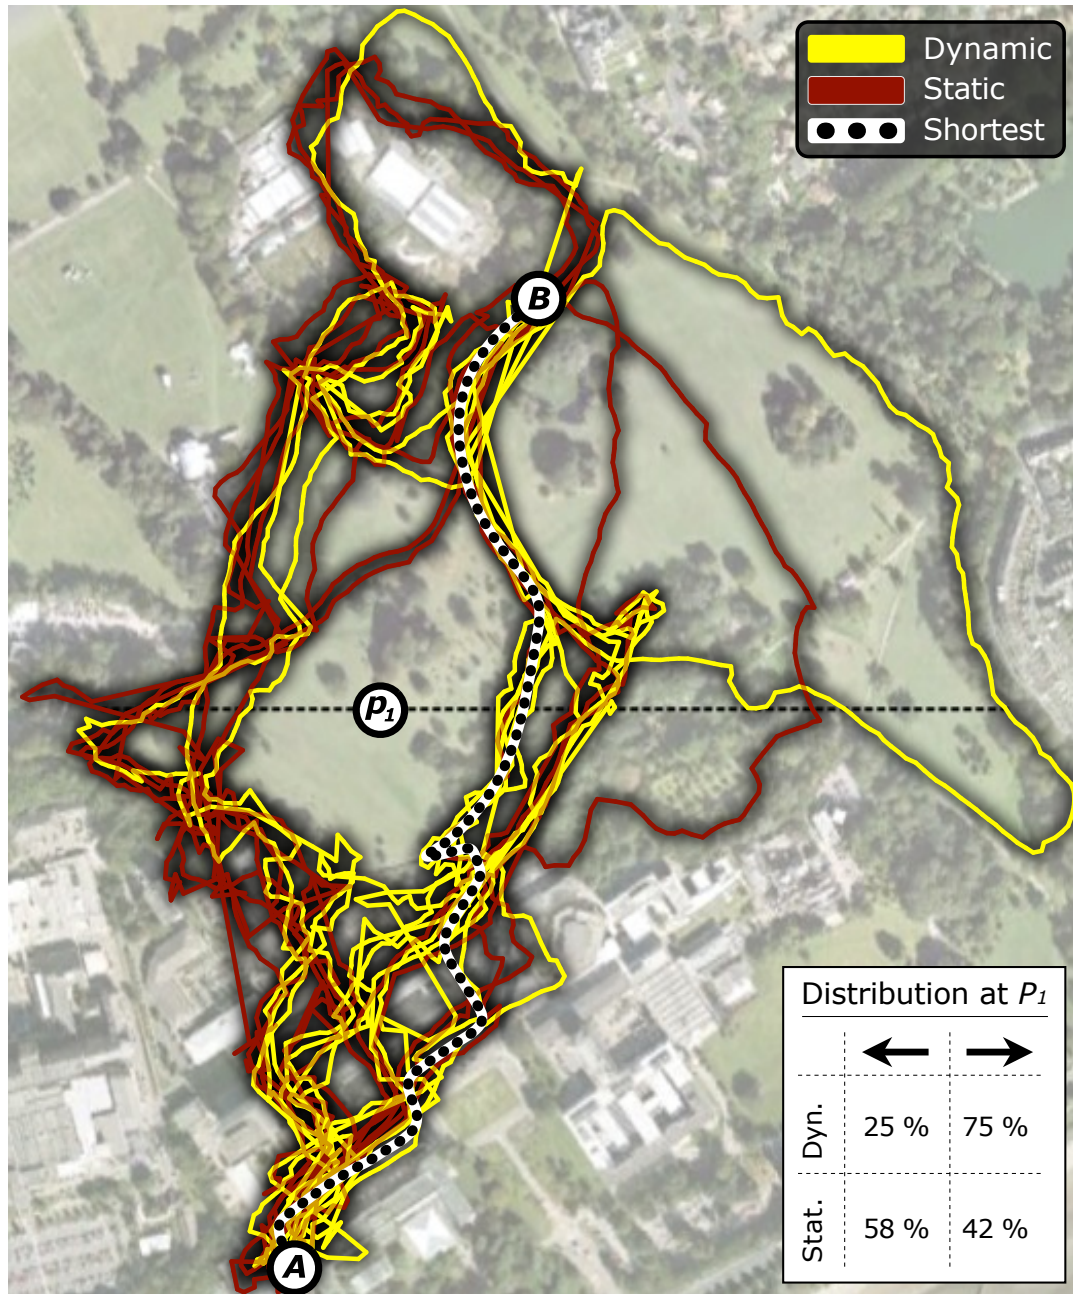 Dynamic
Static
Shortest
B
P1
Distribution at P1
Dyn. 25 % 75 %
Stat. 58 % 42 %
A